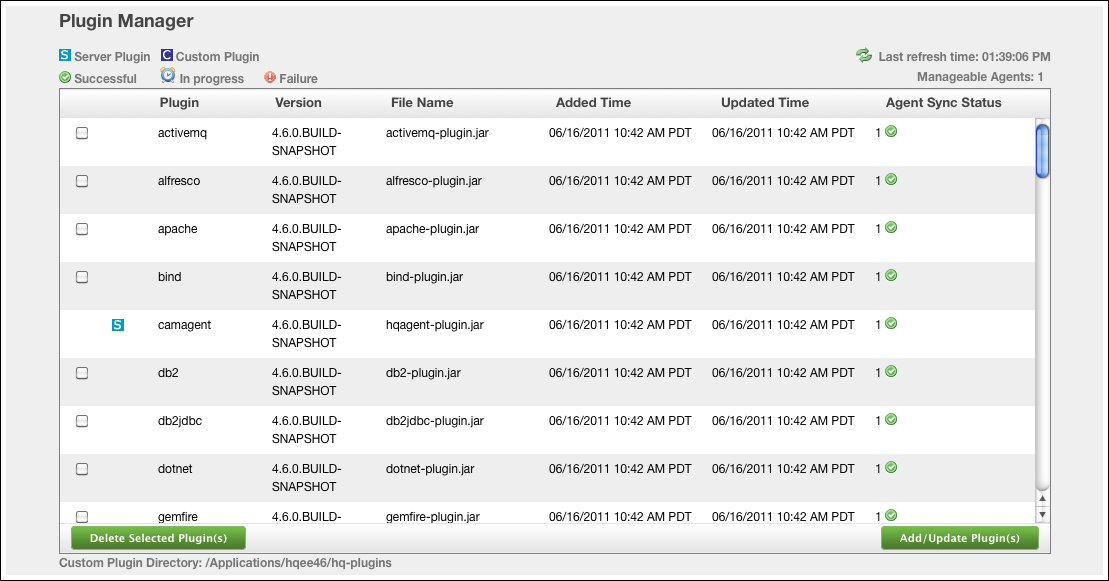 Plugin Manager
S Server Plugin C Custom Plugin
Last refresh time: 01:39:06 PM
Successful In progress Failure
Manageable Agents: 1
Plugin Version File Name Added Time Updated Time Agent Sync Status
activemq 4.6.0.BUILD- activemq-plugin.jar 06/16/2011 10:42 AM PDT 06/16/2011 10:42 AM PDT 1
SNAPSHOT
alfresco 4.6.0.BUILD- alfresco-plugin.jar 06/16/2011 10:42 AM PDT 06/16/2011 10:42 AM PDT 1
SNAPSHOT
apache 4.6.0.BUILD- apache-plugin.jar 06/16/2011 10:42 AM PDT 06/16/2011 10:42 AM PDT 1
SNAPSHOT
bind 4.6.0.BUILD- bind-plugin.jar 06/16/2011 10:42 AM PDT 06/16/2011 10:42 AM PDT 1
SNAPSHOT
S camagent 4.6.0.BUILD- hqagent-plugin.jar 06/16/2011 10:42 AM PDT 06/16/2011 10:42 AM PDT 1
SNAPSHOT
db2 4.6.0.BUILD- db2-plugin.jar 06/16/2011 10:42 AM PDT 06/16/2011 10:42 AM PDT 1
SNAPSHOT
db2jdbc 4.6.0.BUILD- db2jdbc-plugin.jar 06/16/2011 10:42 AM PDT 06/16/2011 10:42 AM PDT 1
SNAPSHOT
dotnet 4.6.0.BUILD- dotnet-plugin.jar 06/16/2011 10:42 AM PDT 06/16/2011 10:42 AM PDT 1
SNAPSHOT
gemfire 4.6.0.BUILD- gemfire-plugin.jar 06/16/2011 10:42 AM PDT 06/16/2011 10:42 AM PDT 1
Delete Selected Plugin(s) Add/Update Plugin(s)
Custom Plugin Directory: /Applications/hqee46/hq-plugins